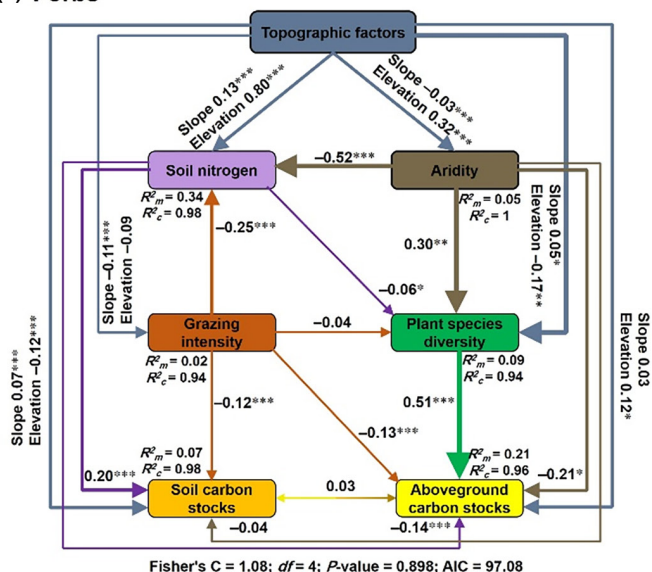 Topographic factors
Slope 0.13***
Elevation 0.80***
Slope –0.03***
Elevation 0.32***
Soil nitrogen
–0.52***
Aridity
R²m = 0.34
R²c = 0.98
R²m = 0.05
R²c = 1
Slope 0.05*
Elevation –0.17**
–0.25***
0.30**
Slope –0.11***
Elevation –0.09
–0.06*
Slope 0.07***
Elevation –0.12***
Slope 0.03
Elevation 0.12*
Grazing
intensity
–0.04
Plant species
diversity
R²m = 0.02
R²c = 0.94
R²m = 0.09
R²c = 0.94
–0.12***
–0.13***
0.51***
R²m = 0.07
R²c = 0.98
R²m = 0.21
R²c = 0.96
0.20***
–0.21*
Soil carbon
stocks
0.03
Aboveground
carbon stocks
–0.04
–0.14***
Fisher's C = 1.08; df = 4; P-value = 0.898; AIC = 97.08